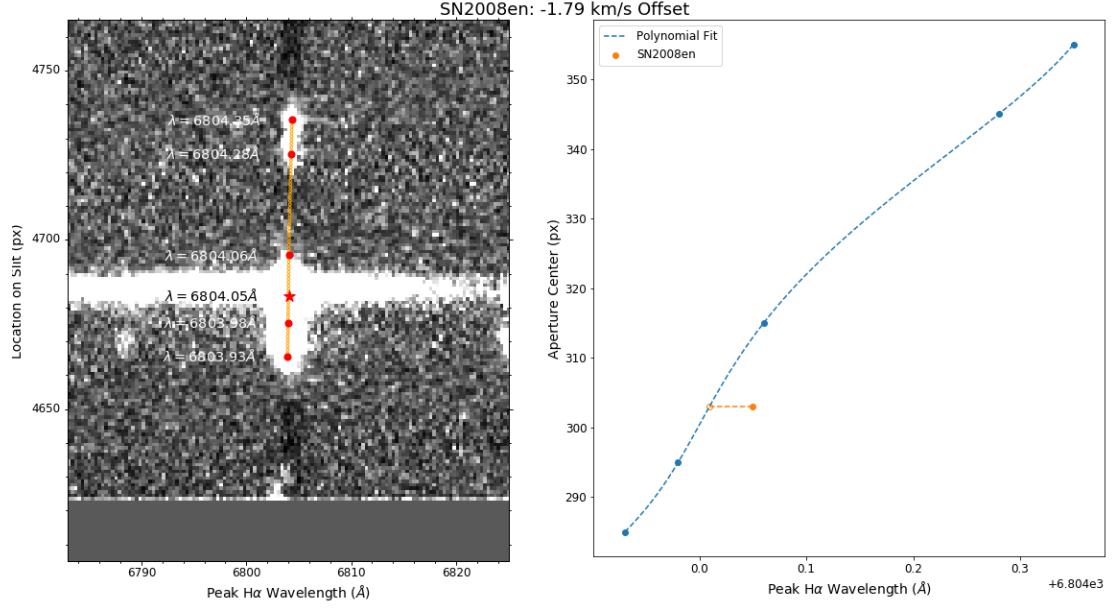 SN2008en: -1.79 km/s Offset
Location on Slit (px)
4750
4700
4650
λ = 6804.35Å
λ = 6804.28Å
λ = 6804.06Å
λ = 6804.05Å
λ = 6803.98Å
λ = 6803.93Å
6790
6800
6810
6820
Peak Hα Wavelength (Å)
Polynomial Fit
SN2008en
Aperture Center (px)
350
340
330
320
310
300
290
0.0
0.1
0.2
0.3
+6.804e3
Peak Hα Wavelength (Å)